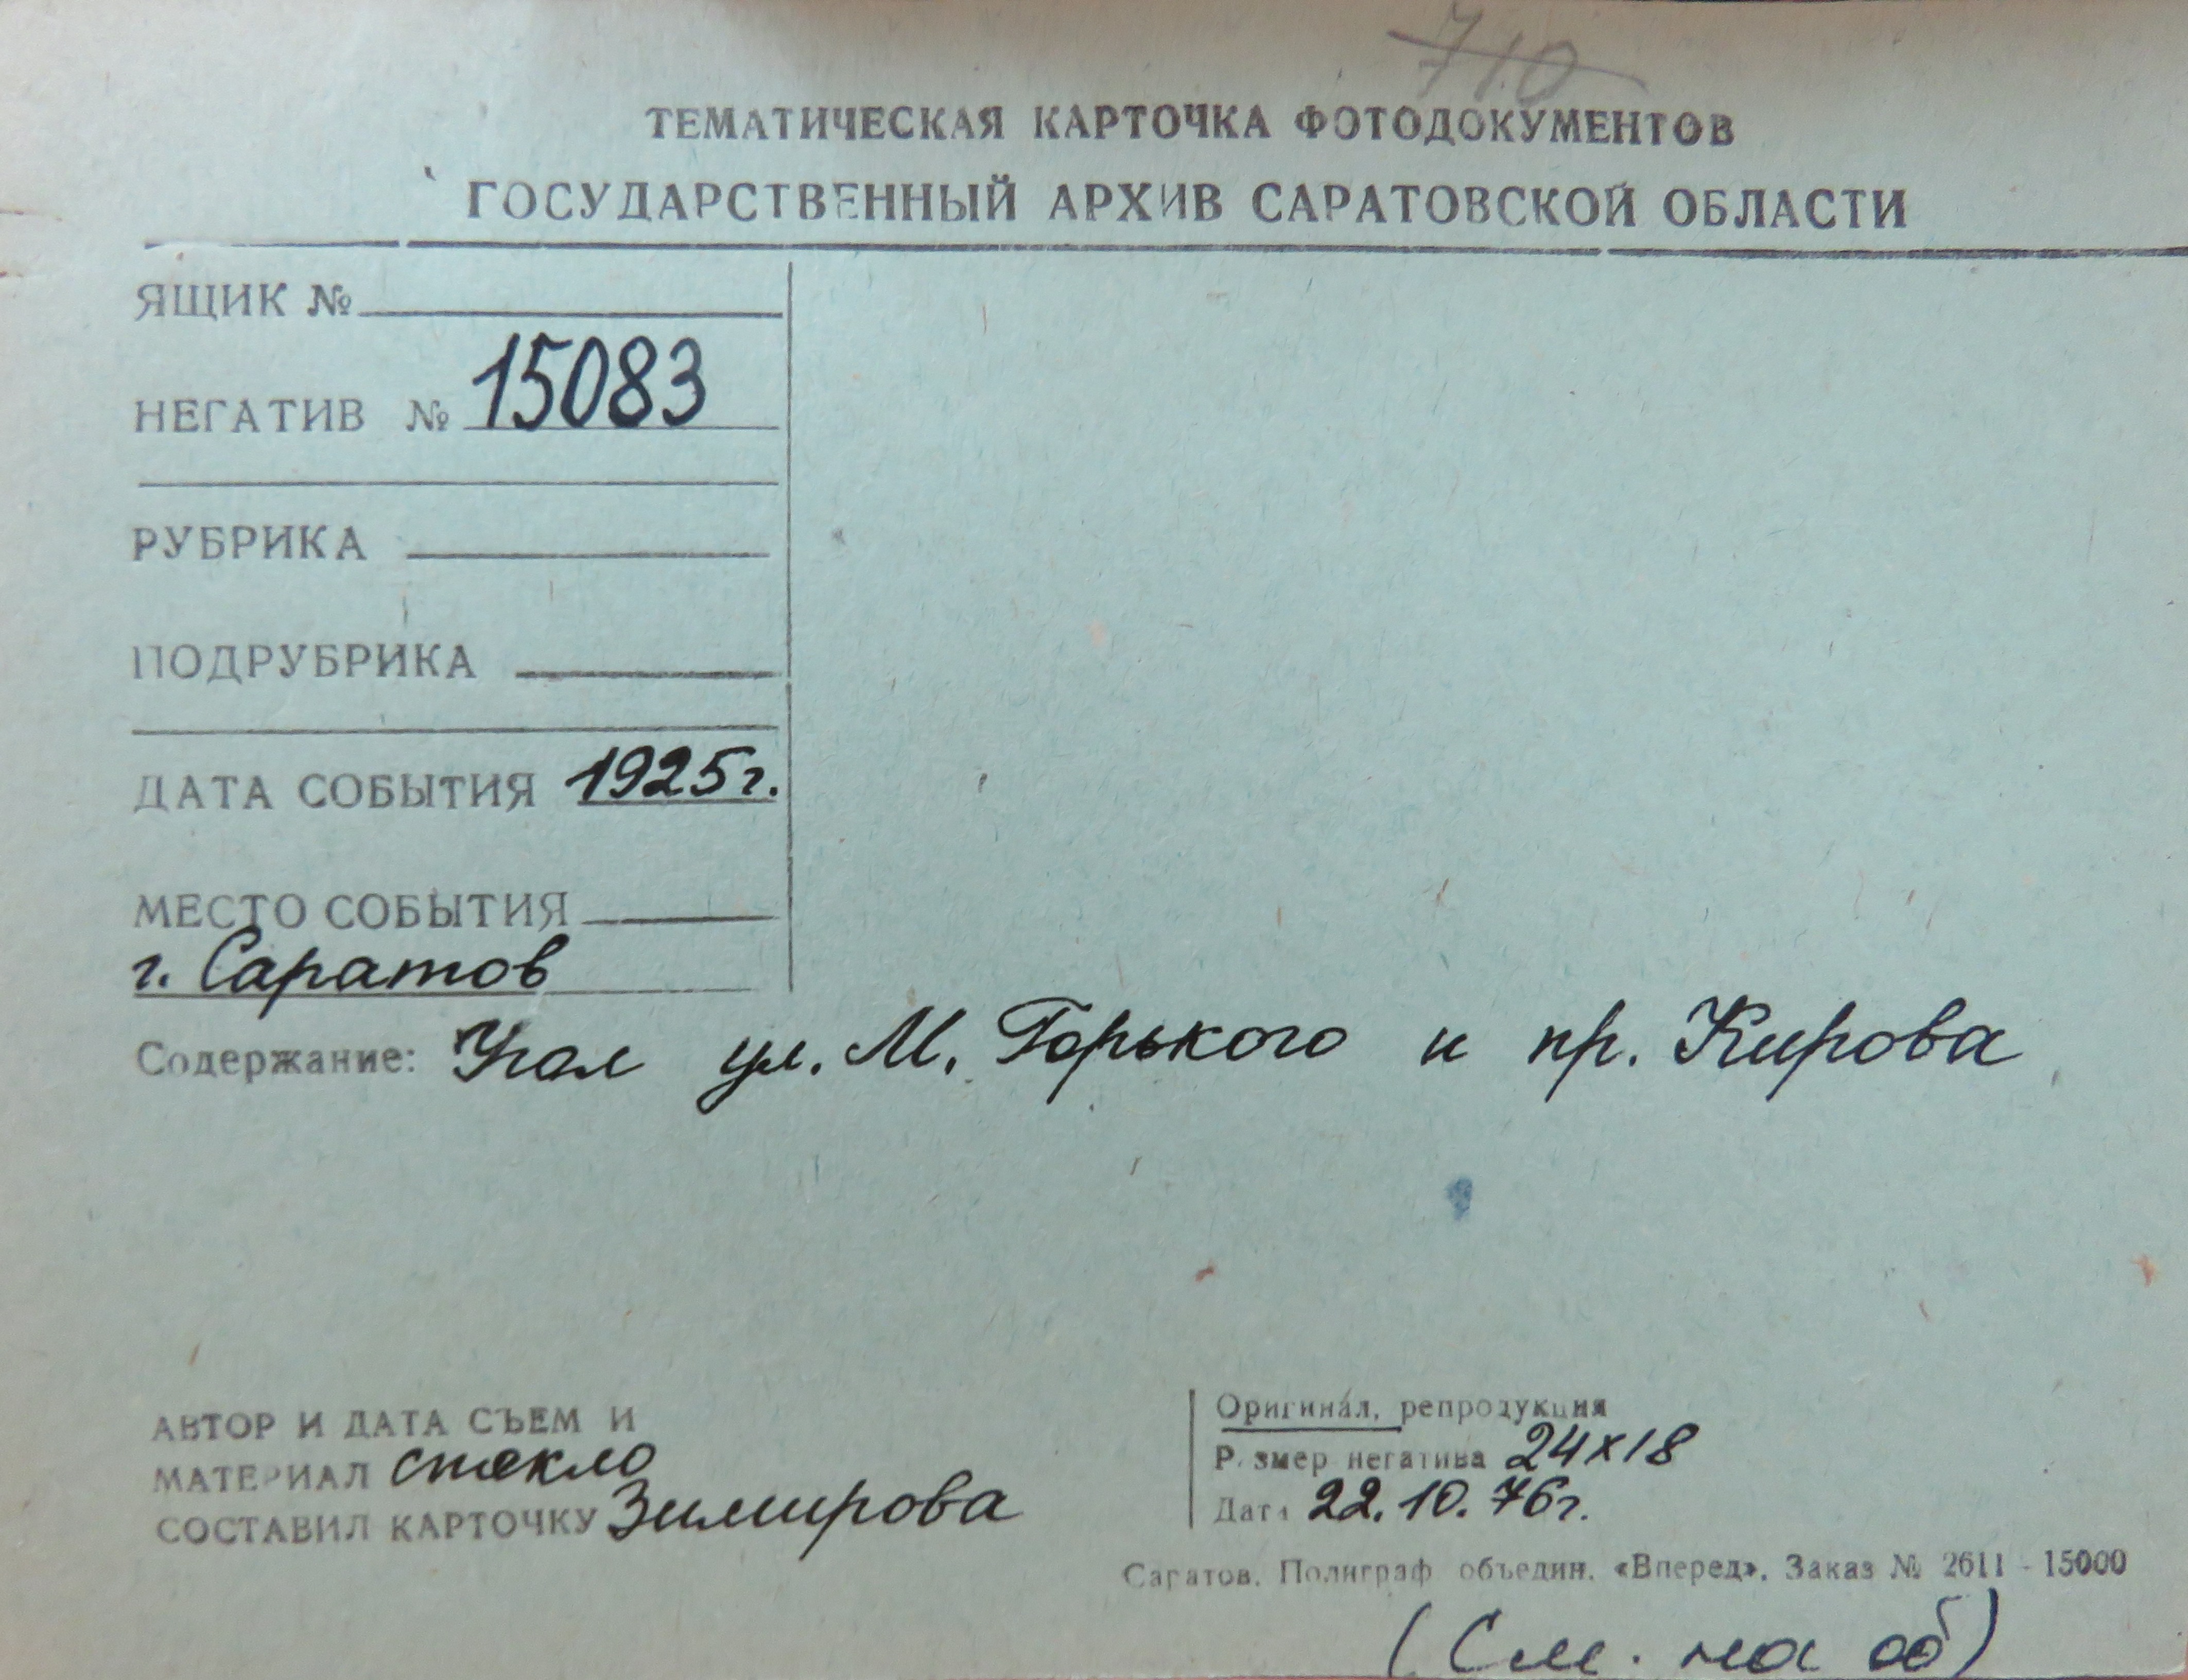 710
ТЕМАТИЧЕСКАЯ КАРТОЧКА ФОТОДОКУМЕНТОВ
ГОСУДАРСТВЕННЫЙ АРХИВ САРАТОВСКОЙ ОБЛАСТИ
ЯЩИК №
НЕГАТИВ № 15083
РУБРИКА
ПОДРУБРИКА
ДАТА СОБЫТИЯ 1925г.
МЕСТО СОБЫТИЯ
г. Саратов
Содержание: Угол ул. М. Горького и пр. Кирова
АВТОР И ДАТА СЪЕМ И
МАТЕРИАЛ стекло
СОСТАВИЛ КАРТОЧКУ Зимирова
Оригинал, репродукция
Размер негатива 24х18
Дата 22.10.76г.
Саратов. Полиграф объедин. «Вперед». Заказ № 2611 - 15000
(См. на об)